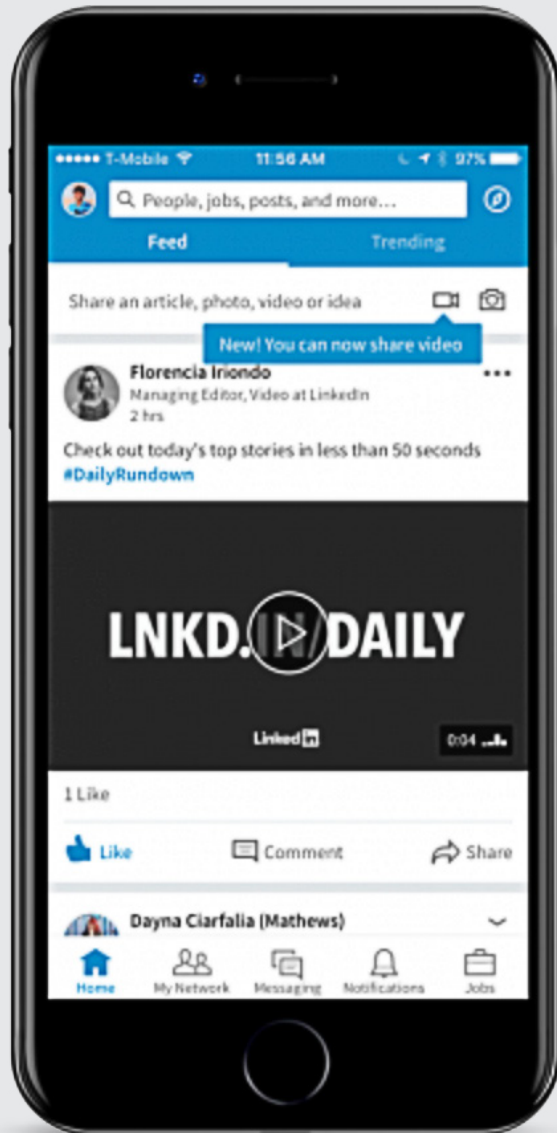 T-Mobile 11:56 AM 97%
People, jobs, posts, and more...
Feed Trending
Share an article, photo, video or idea
New! You can now share video
Florencia Iriondo
Managing Editor, Video at LinkedIn
2 hrs
Check out today's top stories in less than 50 seconds
#DailyRundown
LNKD.IN/DAILY
Linked in
0:04
1 Like
Like Comment Share
Dayna Ciarfalia (Mathews)
Home My Network Messaging Notifications Jobs